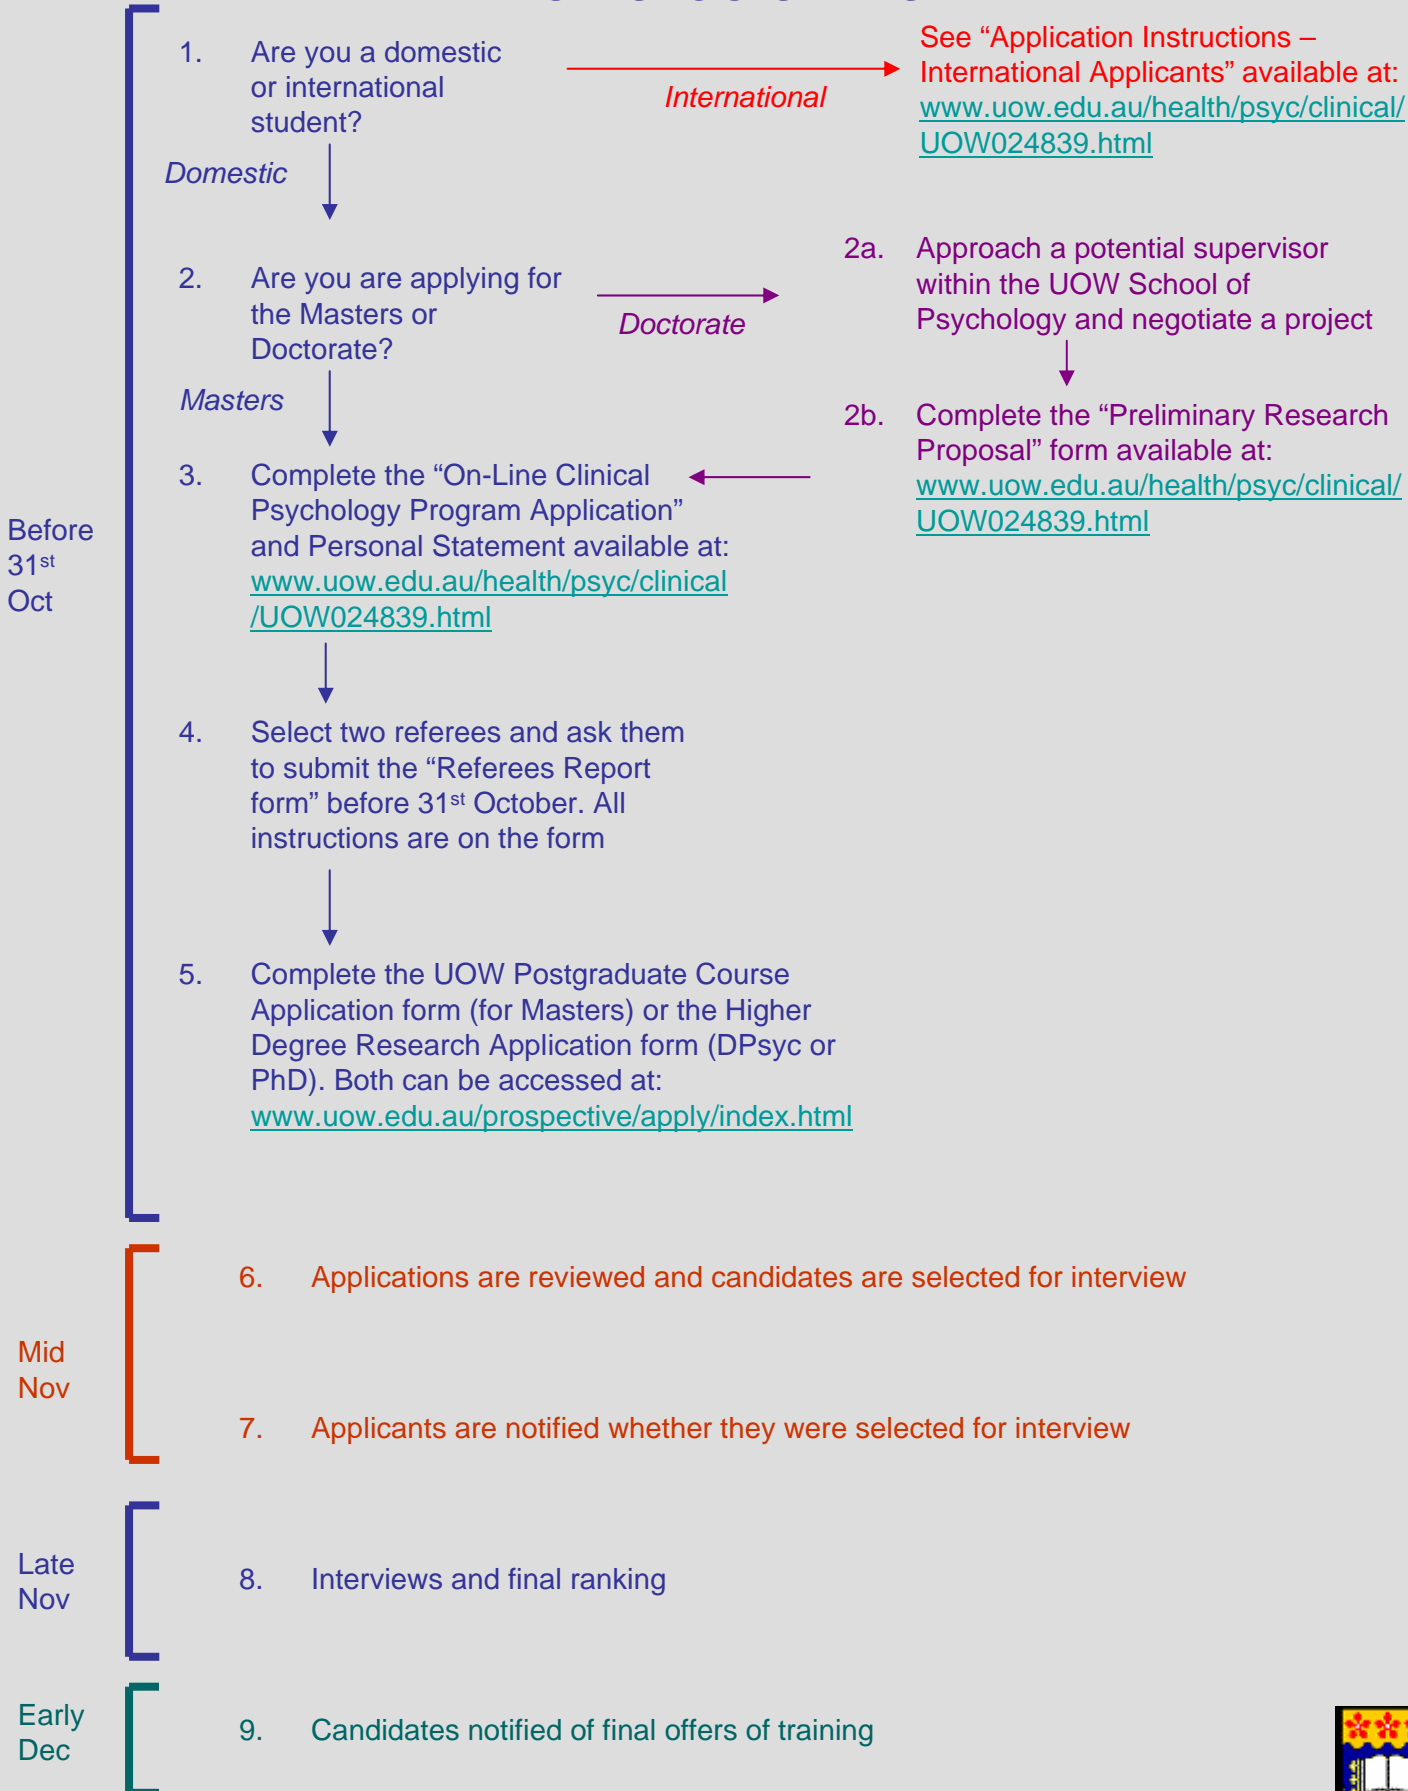 1. Are you a domestic
or international
student?
International
See “Application Instructions –
International Applicants” available at:
www.uow.edu.au/health/psyc/clinical/
UOW024839.html
Domestic
2. Are you are applying for
the Masters or
Doctorate?
Doctorate
2a. Approach a potential supervisor
within the UOW School of
Psychology and negotiate a project
Masters
2b. Complete the “Preliminary Research
Proposal” form available at:
www.uow.edu.au/health/psyc/clinical/
UOW024839.html
3. Complete the “On-Line Clinical
Psychology Program Application”
and Personal Statement available at:
www.uow.edu.au/health/psyc/clinical
/UOW024839.html
Before
31st
Oct
4. Select two referees and ask them
to submit the “Referees Report
form” before 31st October. All
instructions are on the form
5. Complete the UOW Postgraduate Course
Application form (for Masters) or the Higher
Degree Research Application form (DPsyc or
PhD). Both can be accessed at:
www.uow.edu.au/prospective/apply/index.html
Mid
Nov
6. Applications are reviewed and candidates are selected for interview
7. Applicants are notified whether they were selected for interview
Late
Nov
8. Interviews and final ranking
Early
Dec
9. Candidates notified of final offers of training